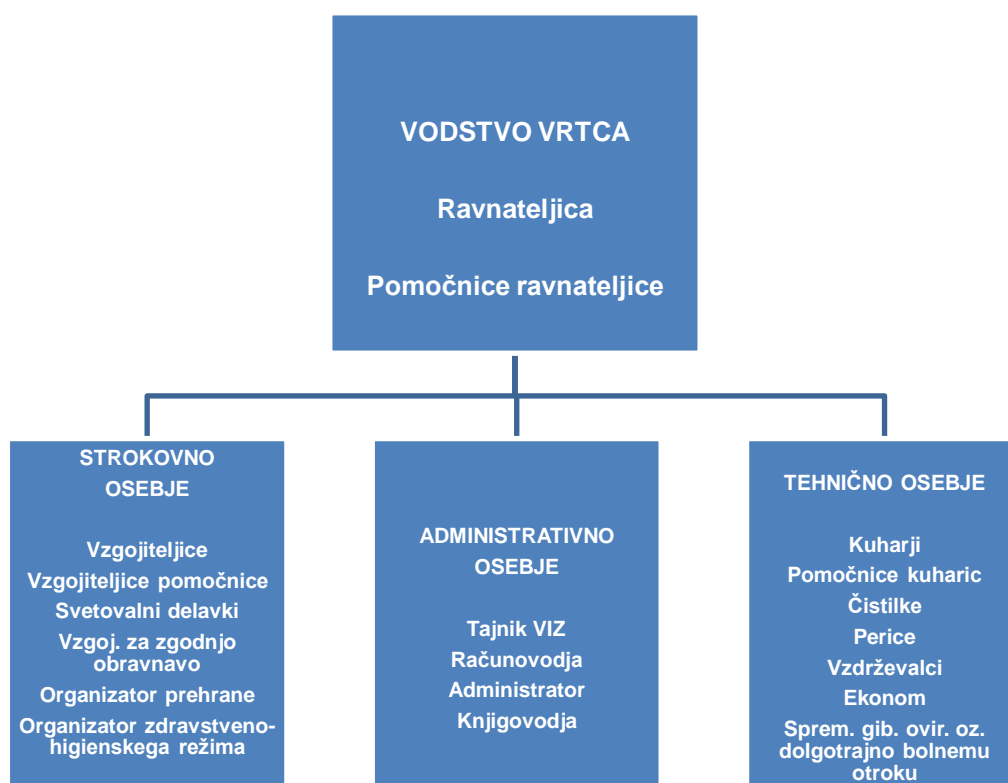 VODSTVO VRTCA
Ravnateljica
Pomočnice ravnateljice
STROKOVNO
OSEBJE
Vzgojiteljice
Vzgojiteljice pomočnice
Svetovalni delavki
Vzgoj. za zgodnjo
obravnavo
Organizator prehrane
Organizator zdravstveno-
higienskega režima
ADMINISTRATIVNO
OSEBJE
Tajnik VIZ
Računovodja
Administrator
Knjigovodja
TEHNIČNO OSEBJE
Kuharji
Pomočnice kuharic
Čistilke
Perice
Vzdrževalci
Ekonom
Sprem. gib. ovir. oz.
dolgotrajno bolnemu
otroku